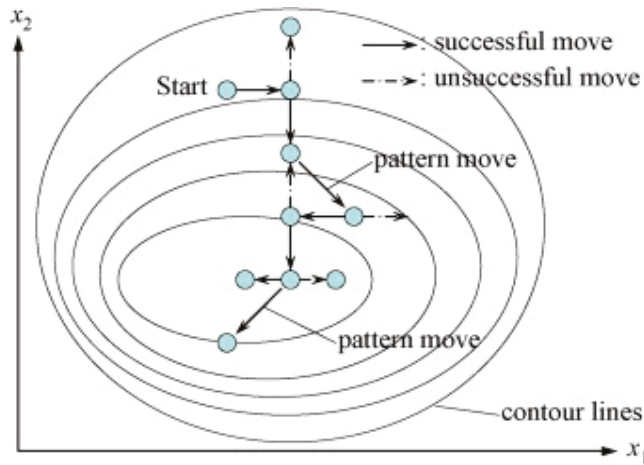 x2
: successful move
Start
: unsuccessful move
pattern move
pattern move
contour lines
x